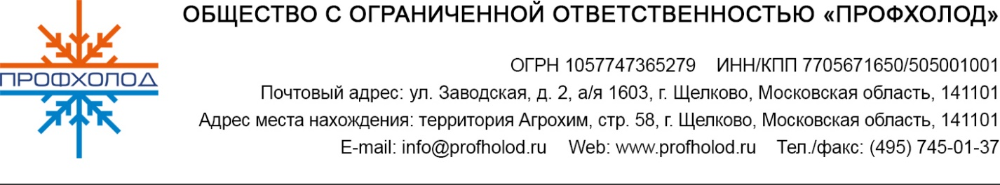 ОБЩЕСТВО С ОГРАНИЧЕННОЙ ОТВЕТСТВЕННОСТЬЮ «ПРОФХОЛОД»
ПРОФХОЛОД
ОГРН 1057747365279 ИНН/КПП 7705671650/505001001
Почтовый адрес: ул. Заводская, д. 2, а/я 1603, г. Щелково, Московская область, 141101
Адрес места нахождения: территория Агрохим, стр. 58, г. Щелково, Московская область, 141101
E-mail: info@profholod.ru Web: www.profholod.ru Тел./факс: (495) 745-01-37